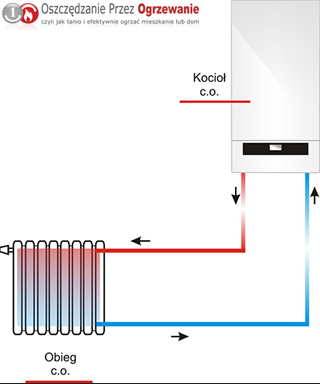 Oszczędzanie Przez Ogrzewanie
czyli jak tanio i efektywnie ogrzać mieszkanie lub dom
Kocioł
c.o.
Obieg
c.o.